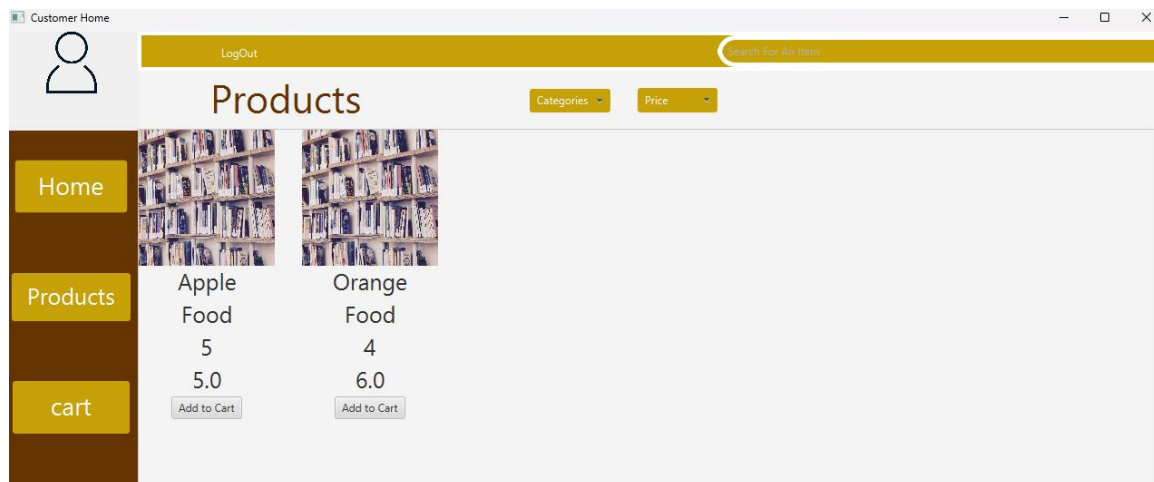 Customer Home
LogOut
Search For An Item
Products
Categories
Price
Home
Products
cart
Apple
Food
5
5.0
Add to Cart
Orange
Food
4
6.0
Add to Cart